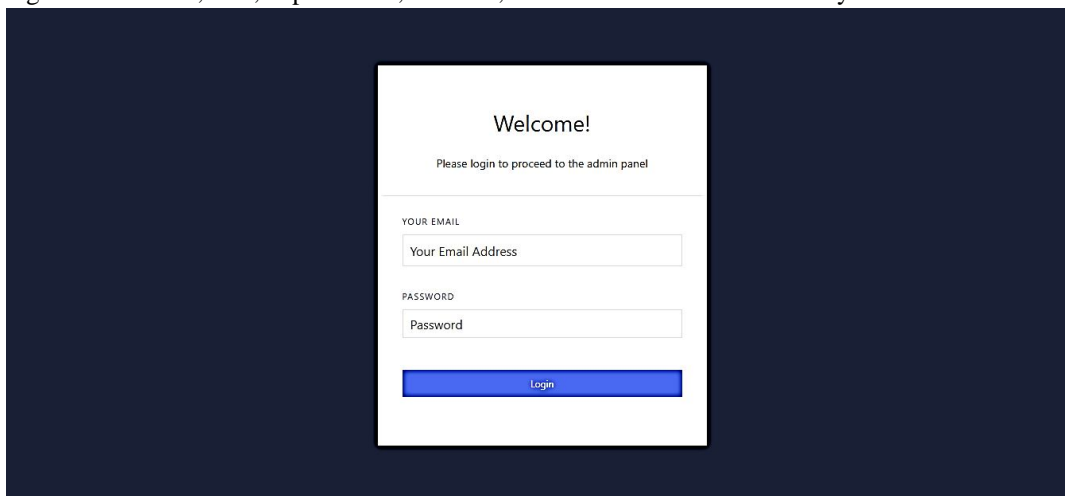 Welcome!
Please login to proceed to the admin panel
YOUR EMAIL
Your Email Address
PASSWORD
Password
Login